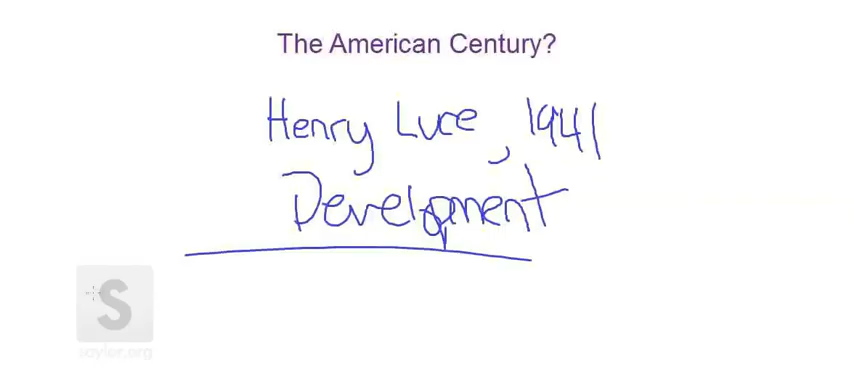 The American Century?
Henry Luce, 1941
Development
S
saylor.org